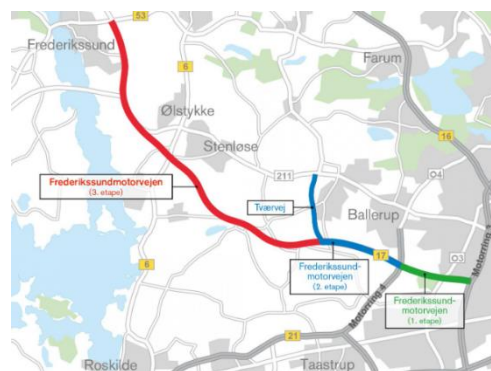 53
Frederikssund
6
Farum
Ølstykke
16
Stenløse
211
O4
Frederikssundmotorvejen
(3. etape)
Tværvej
Ballerup
Motorring 3
O3
17
6
Frederikssund-
motorvejen
(2. etape)
Frederikssund-
motorvejen
(1. etape)
Motorring 4
21
Roskilde
Taastrup